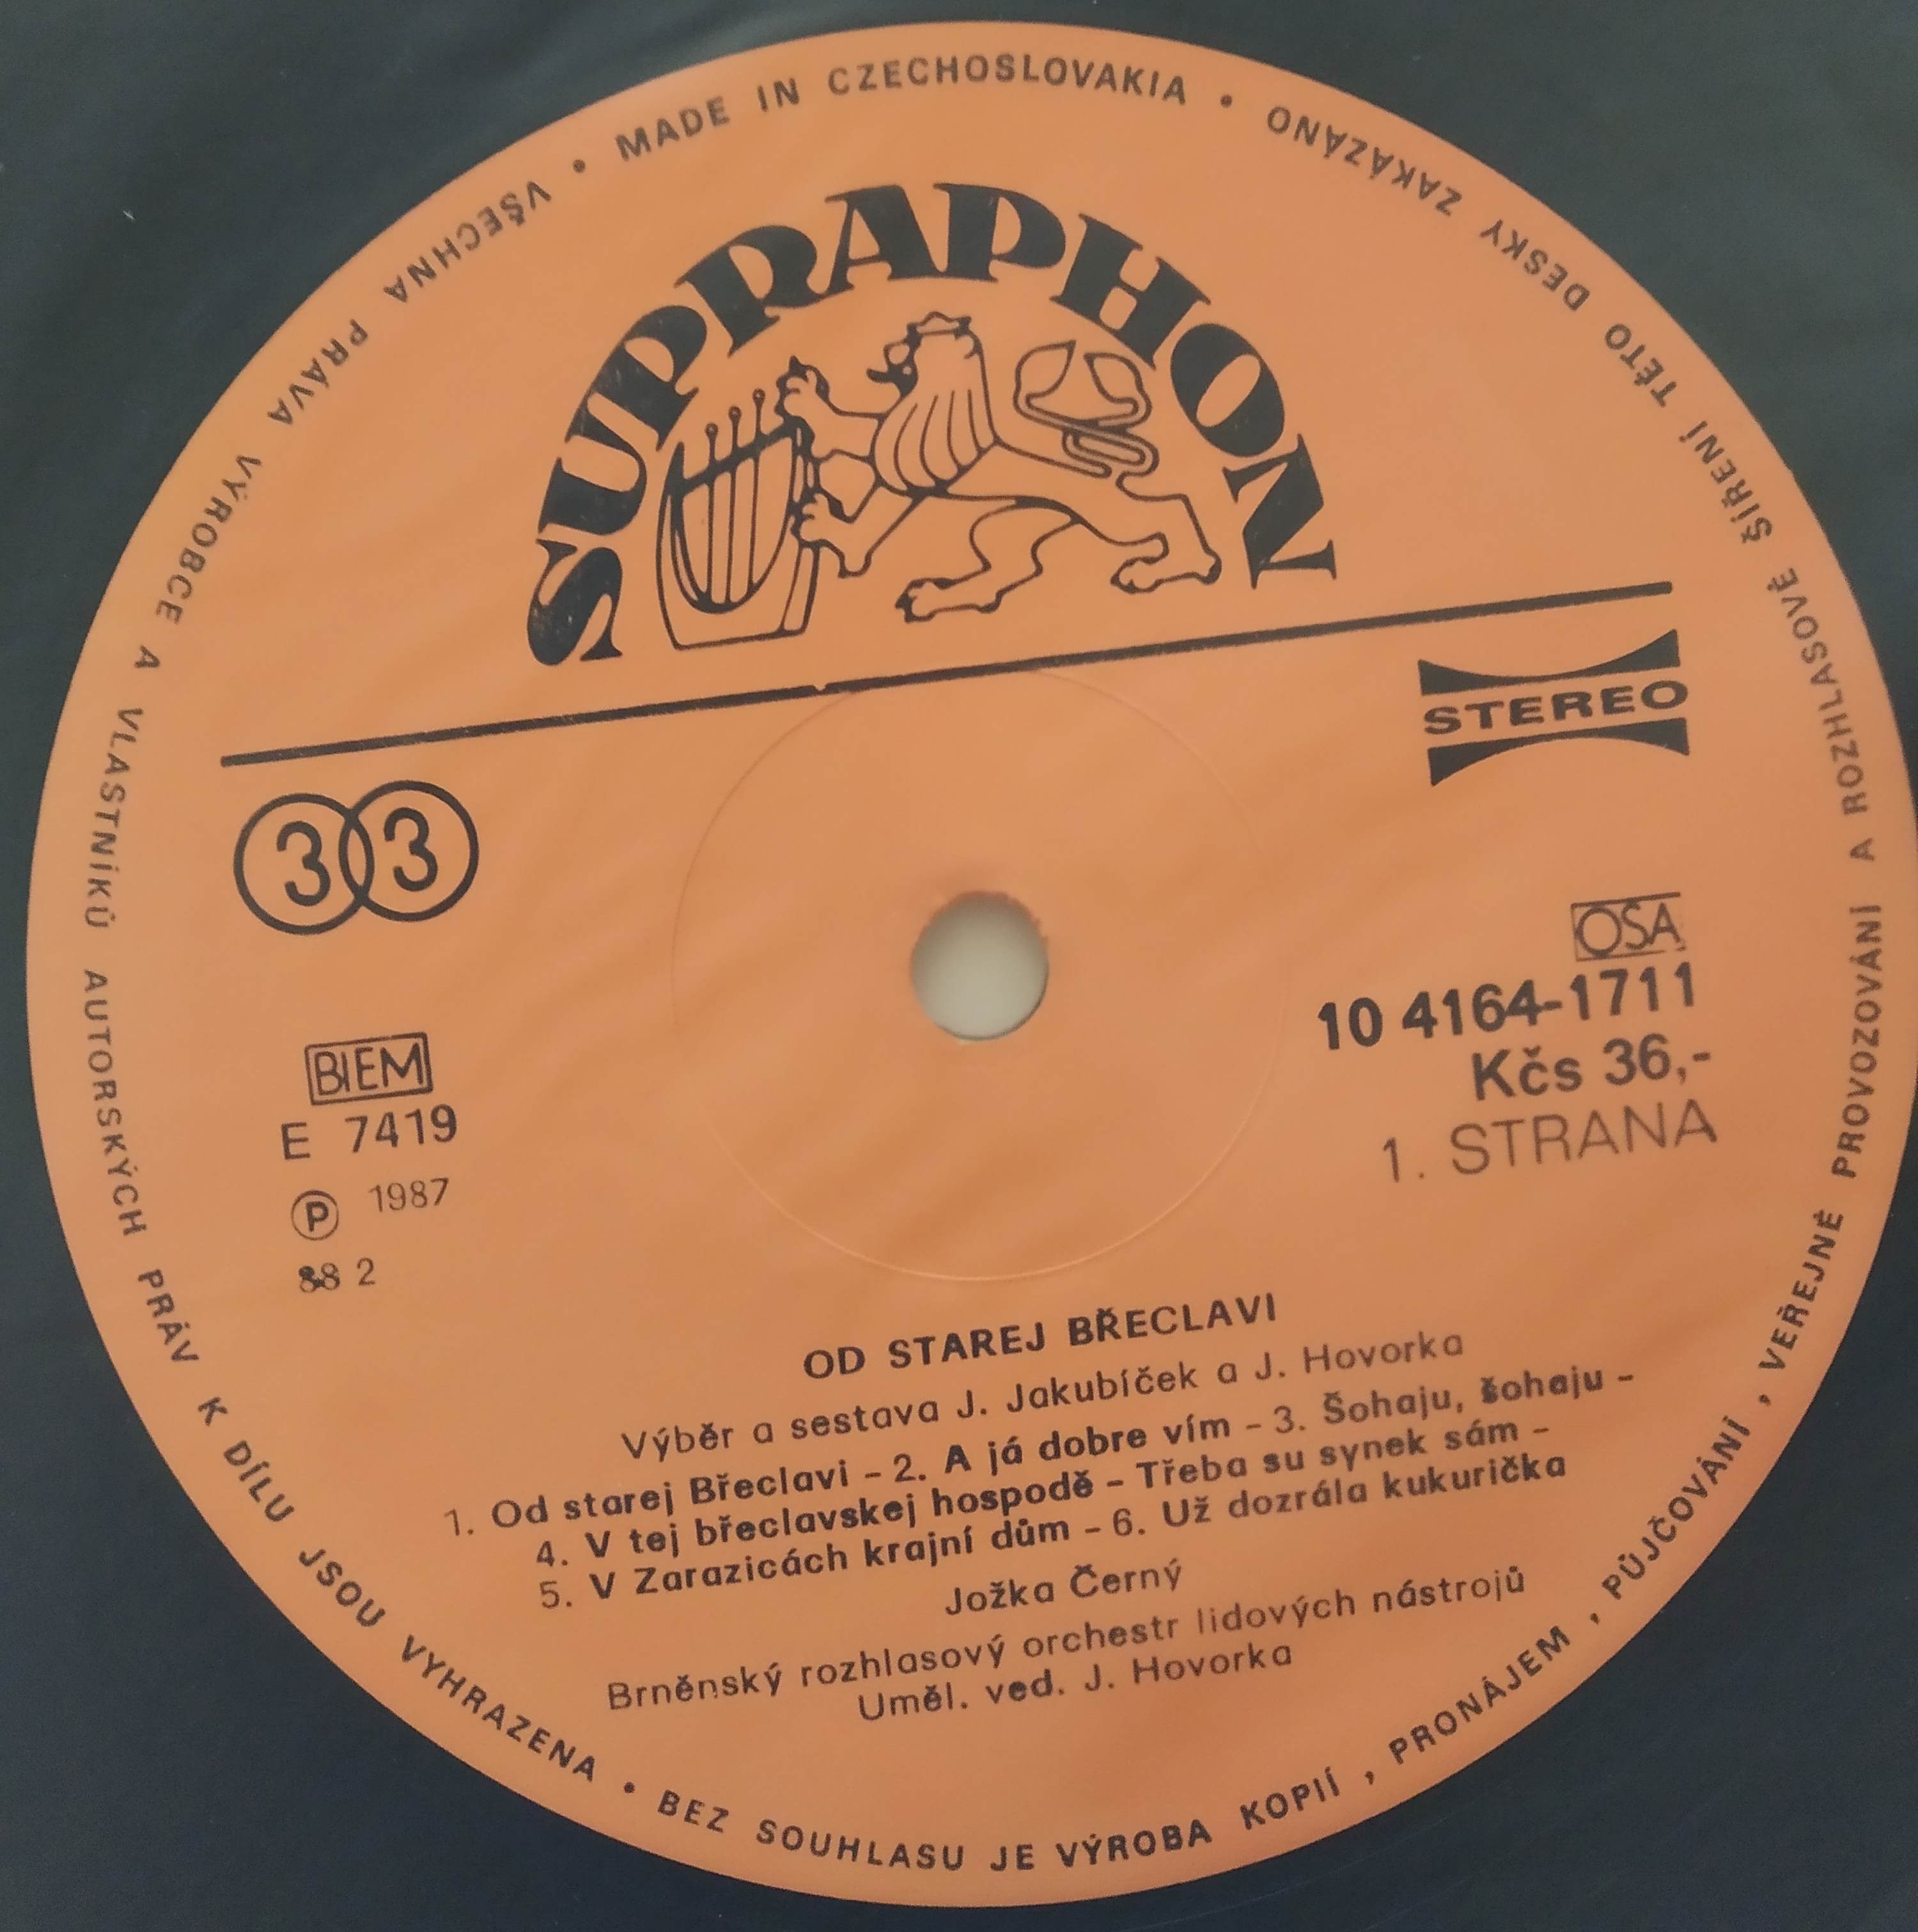 MADE IN CZECHOSLOVAKIA •
VŠECHNA PRÁVA VÝROBCE A VLASTNÍKŮ AUTORSKÝCH PRÁV K DÍLU JSOU VYHRAZENA • BEZ SOUHLASU JE VÝROBA KOPIÍ , PRONÁJEM , PŮJČOVÁNÍ , VEŘEJNÉ PROVOZOVÁNÍ A ROZHLASOVÉ ŠÍŘENÍ TÉTO DESKY ZAKÁZÁNO •
SUPRAPHON
STEREO
33
OSA
10 4164-1711
Kčs 36,-
1. STRANA
BIEM
E 7419
Ⓟ 1987
88 2
OD STAREJ BŘECLAVI
Výběr a sestava J. Jakubíček a J. Hovorka
1. Od starej Břeclavi – 2. A já dobre vím – 3. Šohaju, šohaju –
4. V tej břeclavskej hospodě – Třeba su synek sám –
5. V Zarazicách krajní dům – 6. Už dozrála kukurička
Jožka Černý
Brněnský rozhlasový orchestr lidových nástrojů
Uměl. ved. J. Hovorka